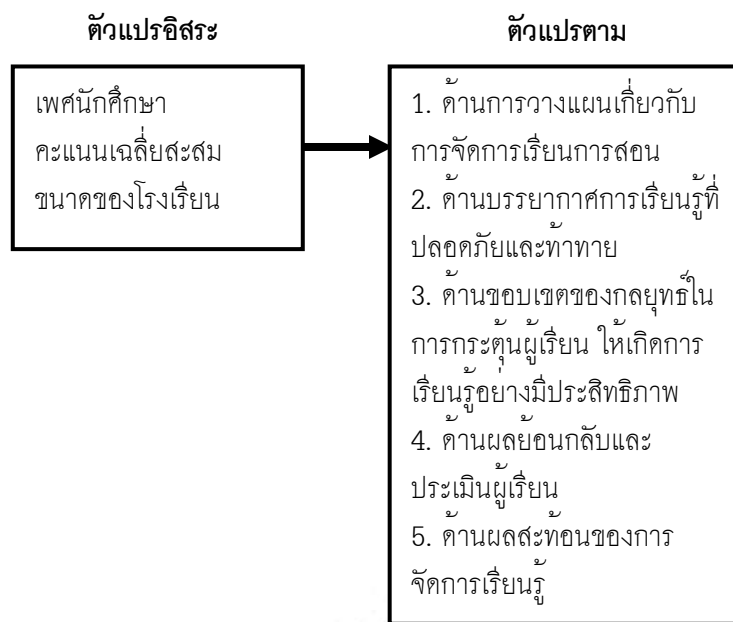 ตัวแปรอิสระ
เพศนักศึกษา
คะแนนเฉลี่ยสะสม
ขนาดของโรงเรียน
ตัวแปรตาม
1. ด้านการวางแผนเกี่ยวกับ
การจัดการเรียนการสอน
2. ด้านบรรยากาศการเรียนรู้ที่
ปลอดภัยและท้าทาย
3. ด้านขอบเขตของกลยุทธ์ใน
การกระตุ้นผู้เรียน ให้เกิดการ
เรียนรู้อย่างมีประสิทธิภาพ
4. ด้านผลย้อนกลับและ
ประเมินผู้เรียน
5. ด้านผลสะท้อนของการ
จัดการเรียนรู้